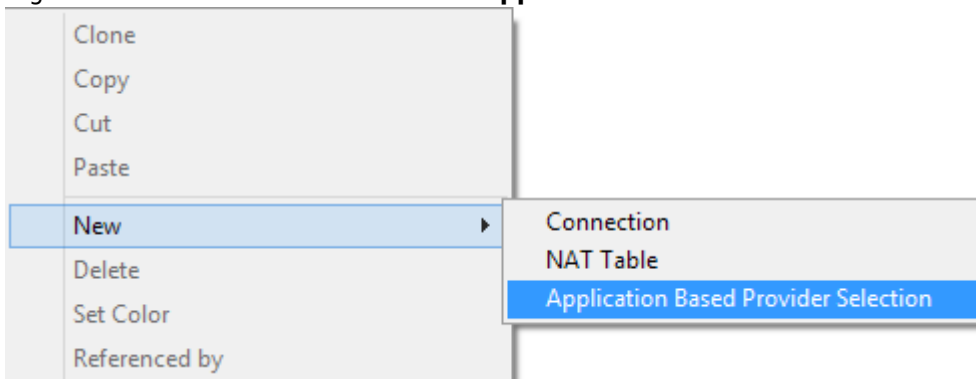 Clone
Copy
Cut
Paste
New
Connection
NAT Table
Application Based Provider Selection
Delete
Set Color
Referenced by